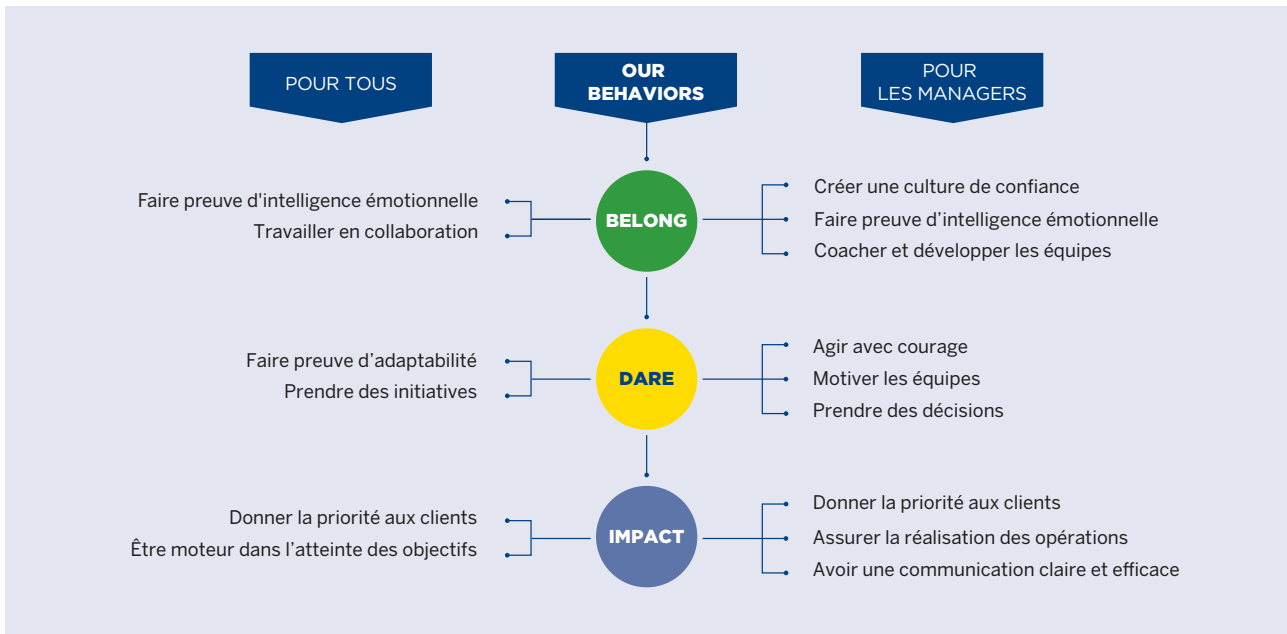 POUR TOUS
OUR
BEHAVIORS
POUR
LES MANAGERS
Faire preuve d'intelligence émotionnelle
Travailler en collaboration
BELONG
Créer une culture de confiance
Faire preuve d’intelligence émotionnelle
Coacher et développer les équipes
Faire preuve d’adaptabilité
Prendre des initiatives
DARE
Agir avec courage
Motiver les équipes
Prendre des décisions
Donner la priorité aux clients
Être moteur dans l’atteinte des objectifs
IMPACT
Donner la priorité aux clients
Assurer la réalisation des opérations
Avoir une communication claire et efficace